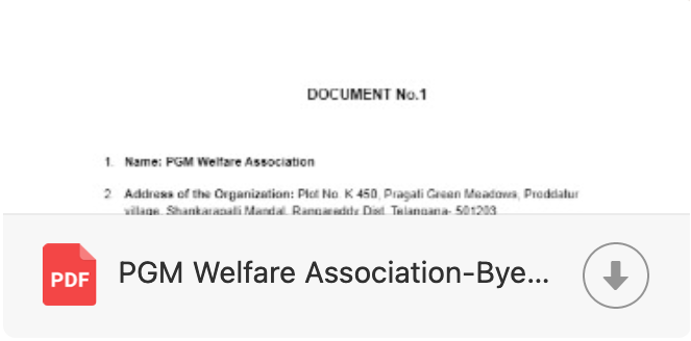 DOCUMENT No.1
1. Name: PGM Welfare Association
2. Address of the Organization: Plot No. K 450, Pragati Green Meadows, Proddatur
village, Shankarapalli Mandal, Rangareddy Dist, Telangana- 501203
PDF
PGM Welfare Association-Bye...